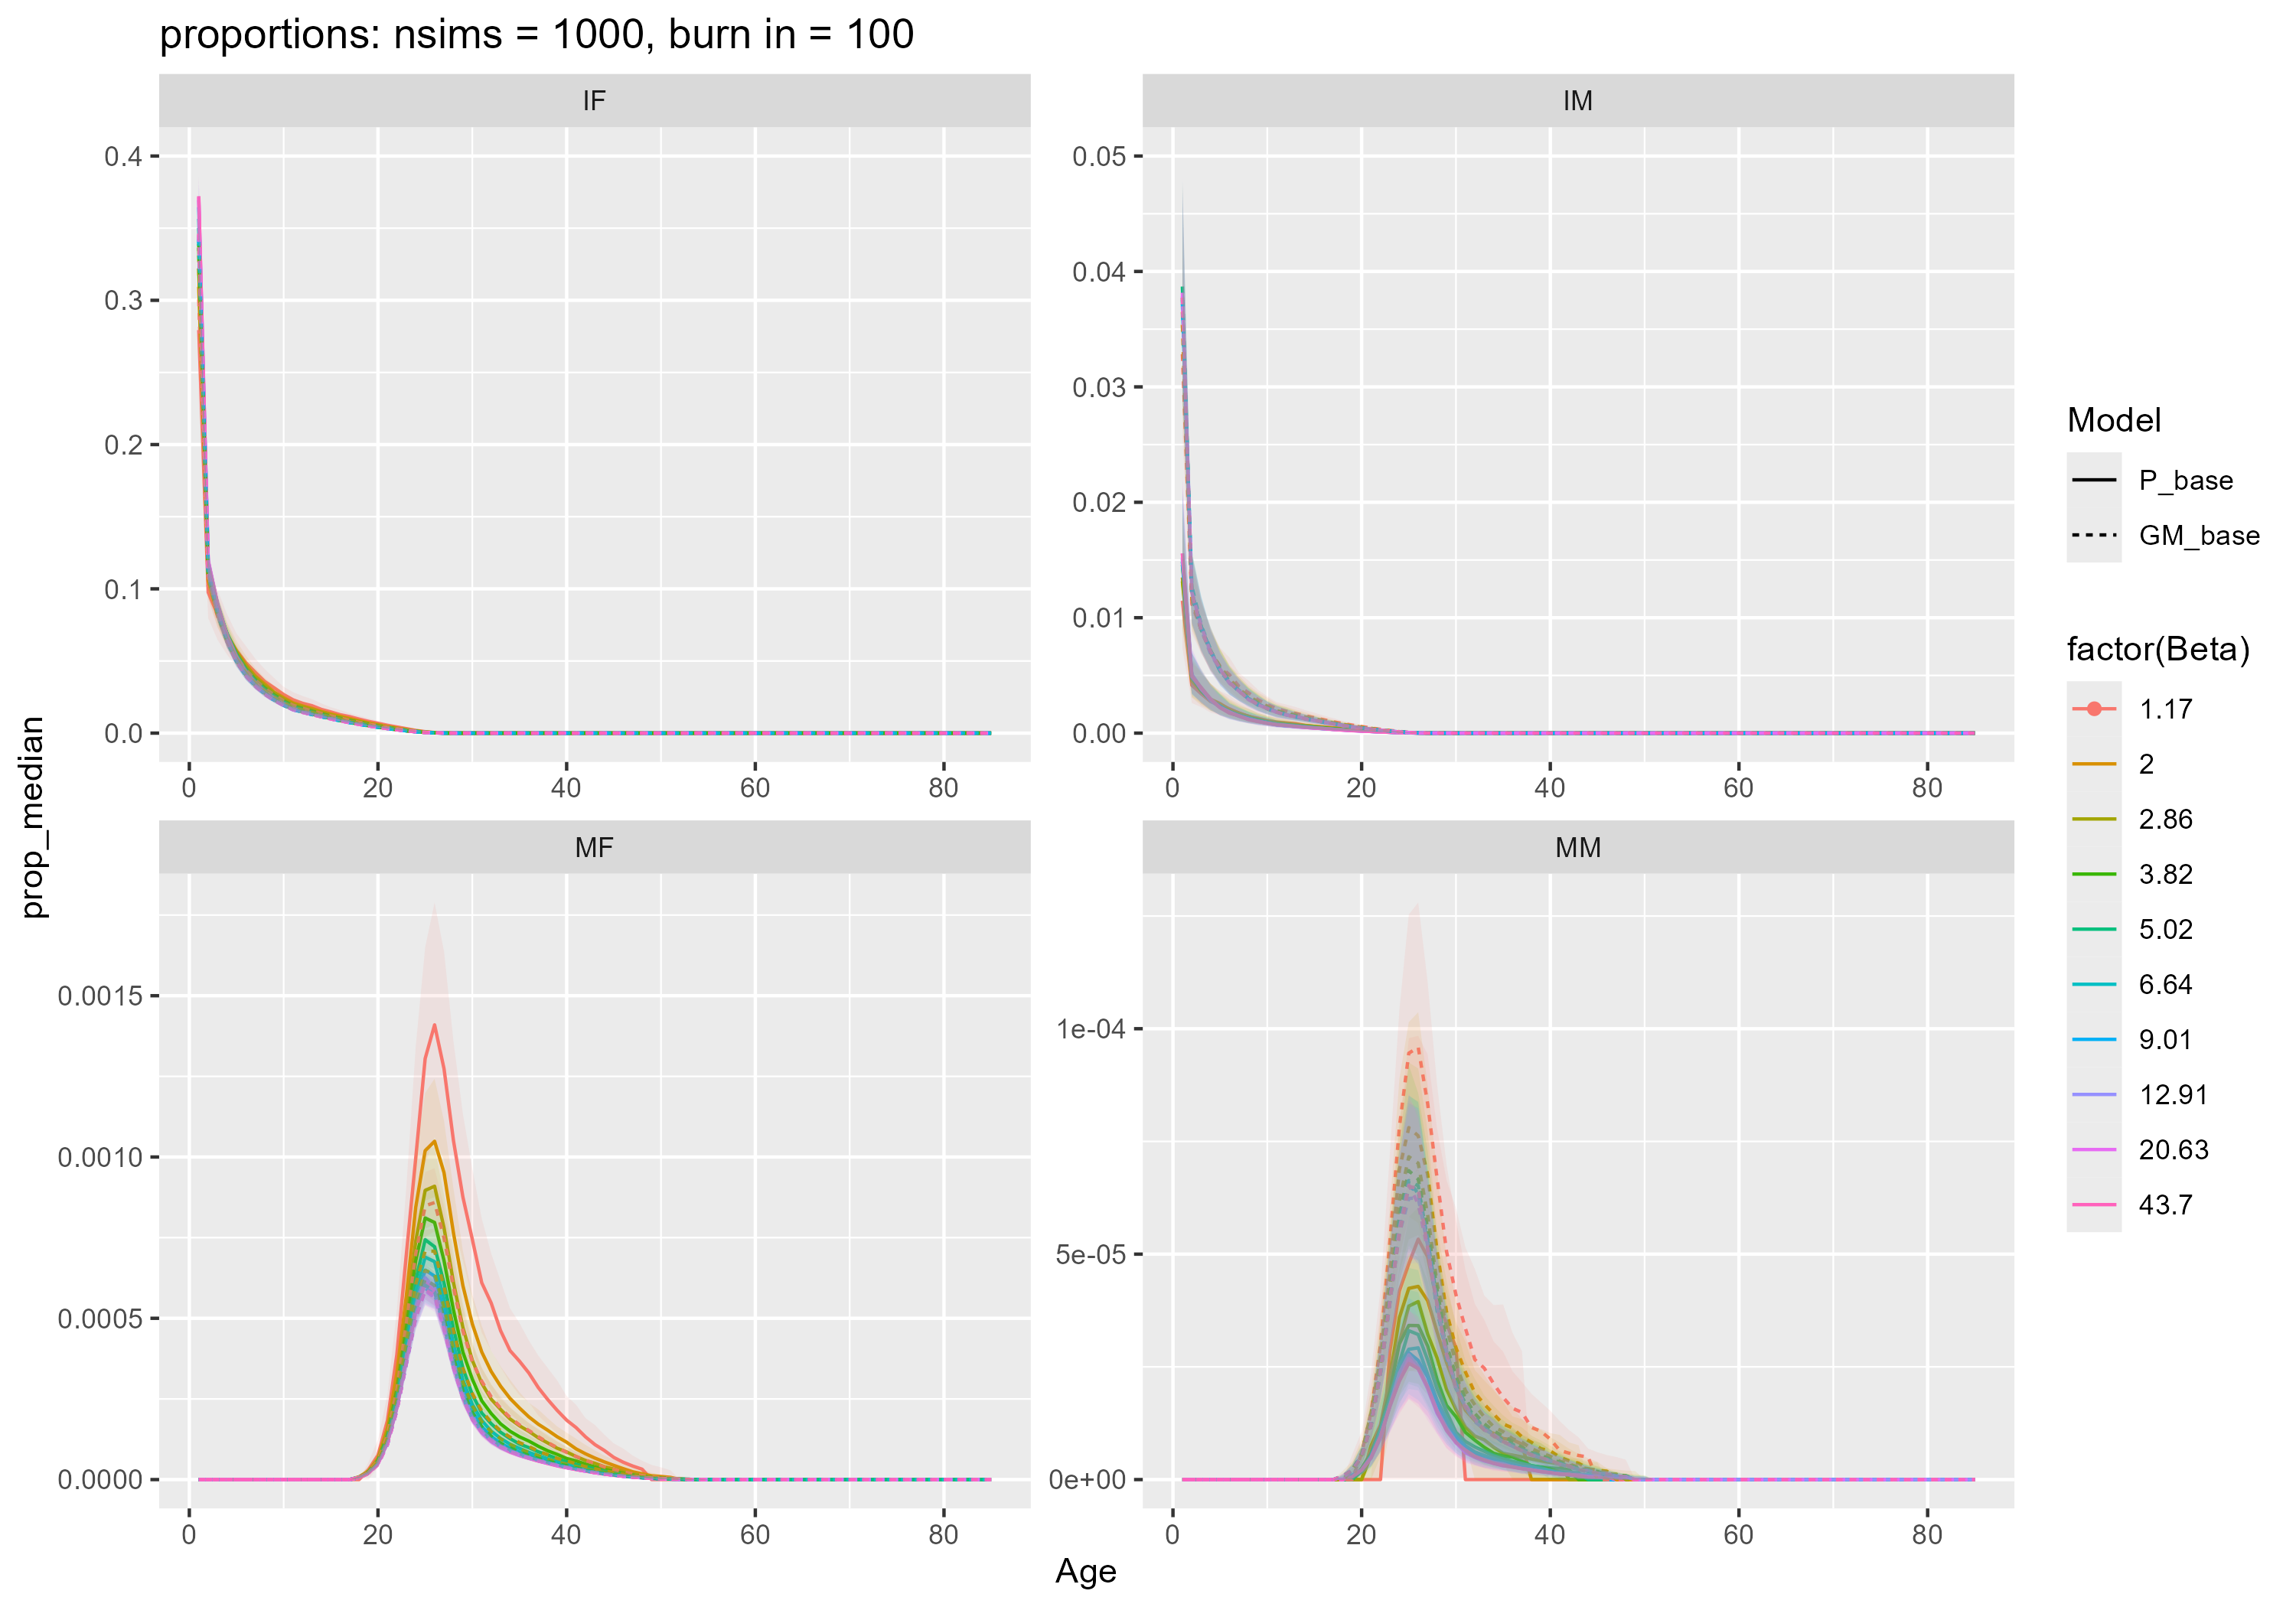 proportions: nsims = 1000, burn in = 100
IF
IM
0.4
0.3
0.2
0.1
0.0
0 20 40 60 80
0.05
0.04
0.03
0.02
0.01
0.00
0 20 40 60 80
MF
MM
0.0015
0.0010
0.0005
0.0000
0 20 40 60 80
1e-04
5e-05
0e+00
0 20 40 60 80
prop_median
Age
Model
P_base
GM_base
factor(Beta)
1.17
2
2.86
3.82
5.02
6.64
9.01
12.91
20.63
43.7